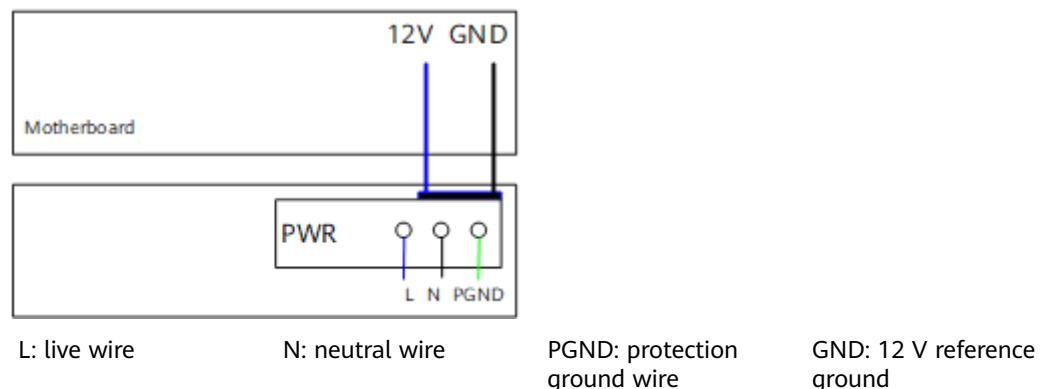 12V GND
Motherboard
PWR
L N PGND
L: live wire N: neutral wire PGND: protection ground wire GND: 12 V reference ground